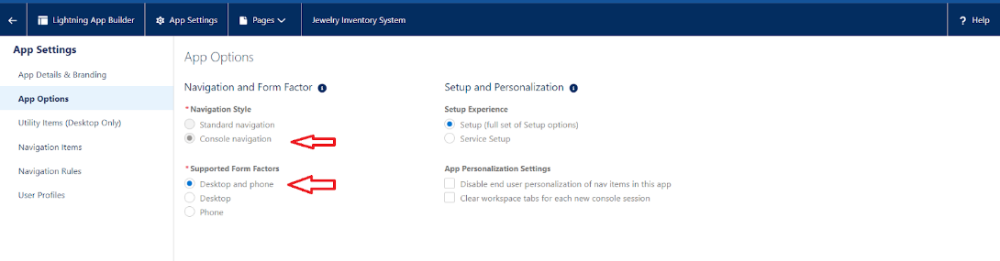 Lightning App Builder App Settings Pages Jewelry Inventory System ? Help
App Settings
App Details & Branding
App Options
Utility Items (Desktop Only)
Navigation Items
Navigation Rules
User Profiles
App Options
Navigation and Form Factor
* Navigation Style
Standard navigation
Console navigation
* Supported Form Factors
Desktop and phone
Desktop
Phone
Setup and Personalization
Setup Experience
Setup (full set of Setup options)
Service Setup
App Personalization Settings
Disable end user personalization of nav items in this app
Clear workspace tabs for each new console session